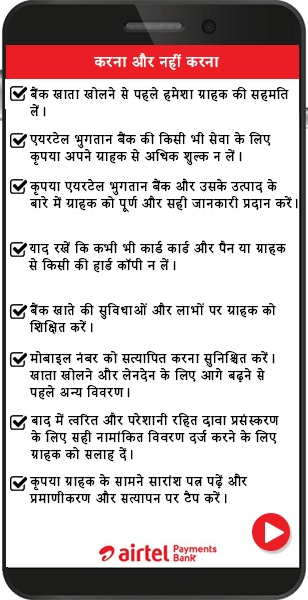 करना और नहीं करना
बैंक खाता खोलने से पहले हमेशा ग्राहक की सहमति
लें ।
एयरटेल भुगतान बैंक की किसी भी सेवा के लिए
कृपया अपने ग्राहक से अधिक शुल्क न लें ।
कृपया एयरटेल भुगतान बैंक और उसके उत्पाद के
बारे में ग्राहक को पूर्ण और सही जानकारी प्रदान करें ।
याद रखें कि कभी भी कार्ड कार्ड और पैन या ग्राहक
से किसी की हार्ड कॉपी न लें ।
बैंक खाते की सुविधाओं और लाभों पर ग्राहक को
शिक्षित करें ।
मोबाइल नंबर को सत्यापित करना सुनिश्चित करें ।
खाता खोलने और लेनदेन के लिए आगे बढ़ने से
पहले अन्य विवरण ।
बाद में त्वरित और परेशानी रहित दावा प्रसंस्करण
के लिए सही नामांकित विवरण दर्ज करने के लिए
ग्राहक को सलाह दें ।
कृपया ग्राहक के सामने सारांश पत्र पढ़ें और
प्रमाणीकरण और सत्यापन पर टैप करें ।
airtel Payments
Bank